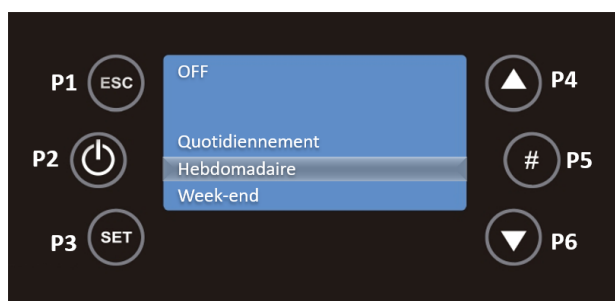 OFF
P1 ESC
P4
Quotidiennement
P2
Hebdomadaire
# P5
Week-end
P3 SET
P6